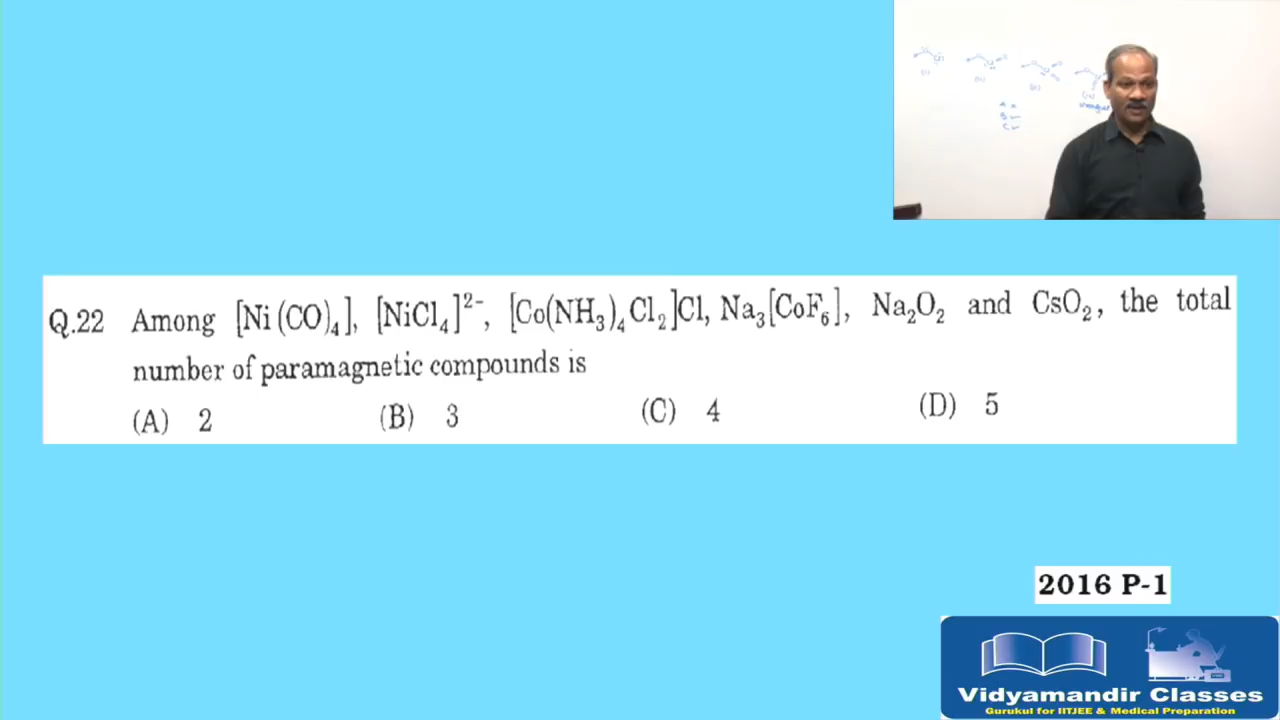 Q.22 Among [Ni(CO)₄], [NiCl₄]²⁻, [Co(NH₃)₄Cl₂]Cl, Na₃[CoF₆], Na₂O₂ and CsO₂, the total
number of paramagnetic compounds is
(A) 2 (B) 3 (C) 4 (D) 5
2016 P-1
Vidyamandir Classes
Gurukul for IITJEE & Medical Preparation